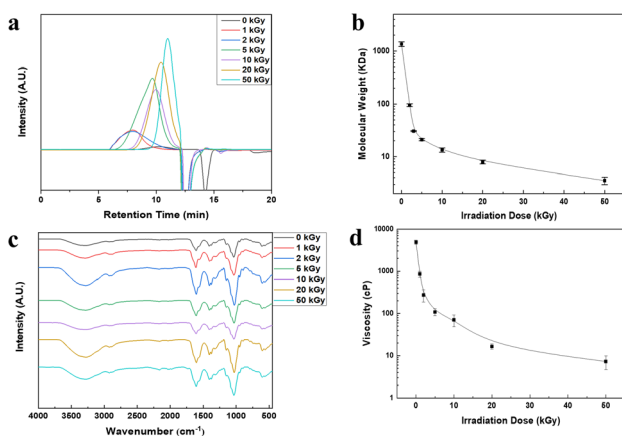 a
Intensity (A.U.)
0 kGy
1 kGy
2 kGy
5 kGy
10 kGy
20 kGy
50 kGy
0 5 10 15 20
Retention Time (min)
b
Molecular Weight (KDa)
1000
100
10
0 10 20 50
Irradiation Dose (kGy)
c
Intensity (A.U.)
0 kGy
1 kGy
2 kGy
5 kGy
10 kGy
20 kGy
50 kGy
4000 3500 3000 2500 2000 1500 1000 500
Wavenumber (cm⁻¹)
d
Viscosity (cP)
10000
1000
100
10
1
0 10 20 50
Irradiation Dose (kGy)